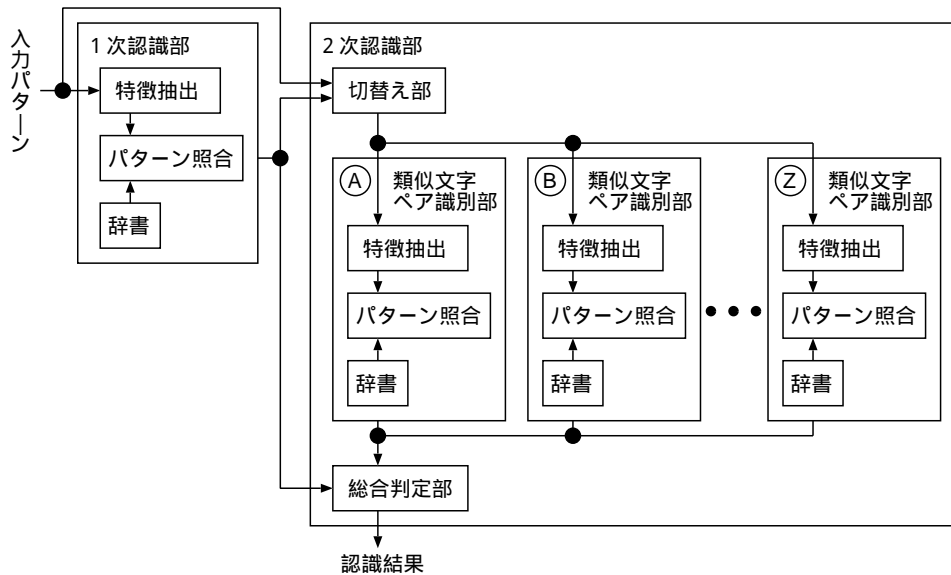 入力パターン
1次認識部
特徴抽出
パターン照合
辞書
2次認識部
切替え部
A
類似文字
ペア識別部
特徴抽出
パターン照合
辞書
B
類似文字
ペア識別部
特徴抽出
パターン照合
辞書
Z
類似文字
ペア識別部
特徴抽出
パターン照合
辞書
総合判定部
認識結果